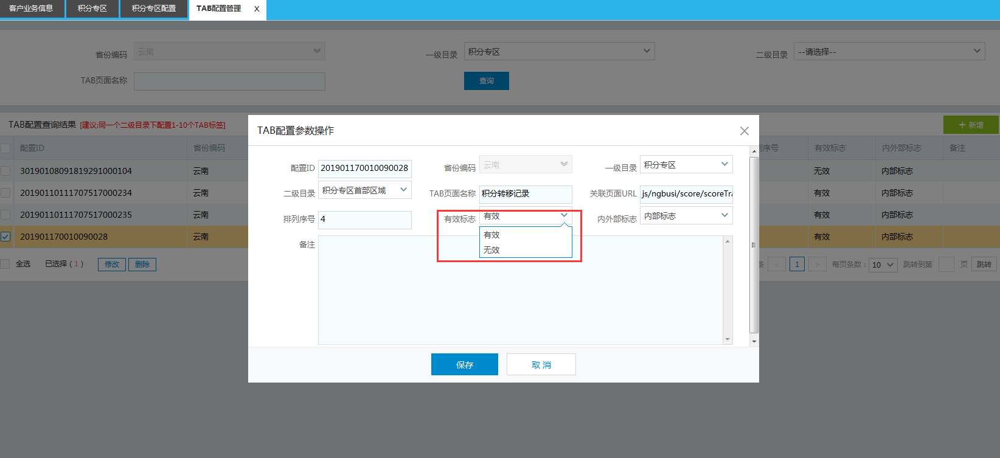 客户业务信息 积分专区 积分专区配置 TAB配置管理 X
省份编码 云南 一级目录 积分专区 二级目录 --请选择--
TAB页面名称 查询
TAB配置查询结果 [建议:同一个二级目录下配置1-10个TAB标签] 新增
配置ID 省份编码 列序号 有效标志 内外部标志 备注
30190108091819291000104 云南 无效 内部标志
20190110111707517000234 云南 有效 内部标志
20190110111707517000235 云南 有效 内部标志
201901170010090028 云南 有效 内部标志
全选 已选择 ( 1 ) 修改 删除 条 < 1 > 每页条数 : 10 跳转到第 页 跳转
TAB配置参数操作
配置ID 201901170010090028 省份编码 云南 一级目录 积分专区
二级目录 积分专区首部区域 TAB页面名称 积分转移记录 关联页面URL js/ngbusi/score/scoreTra
排列序号 4 有效标志 有效 内外部标志 内部标志
有效
无效
备注
保存 取 消